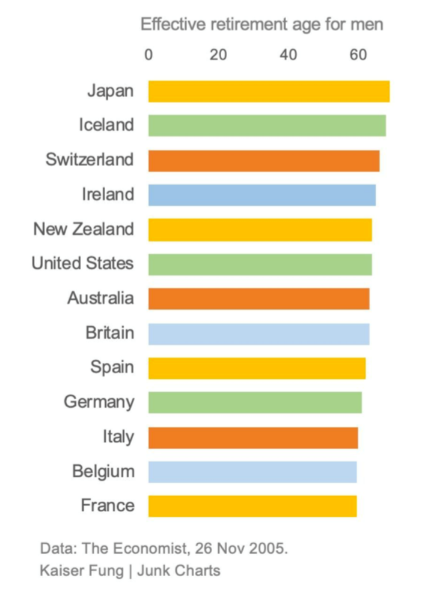 Effective retirement age for men
0 20 40 60
Japan
Iceland
Switzerland
Ireland
New Zealand
United States
Australia
Britain
Spain
Germany
Italy
Belgium
France
Data: The Economist, 26 Nov 2005.
Kaiser Fung | Junk Charts